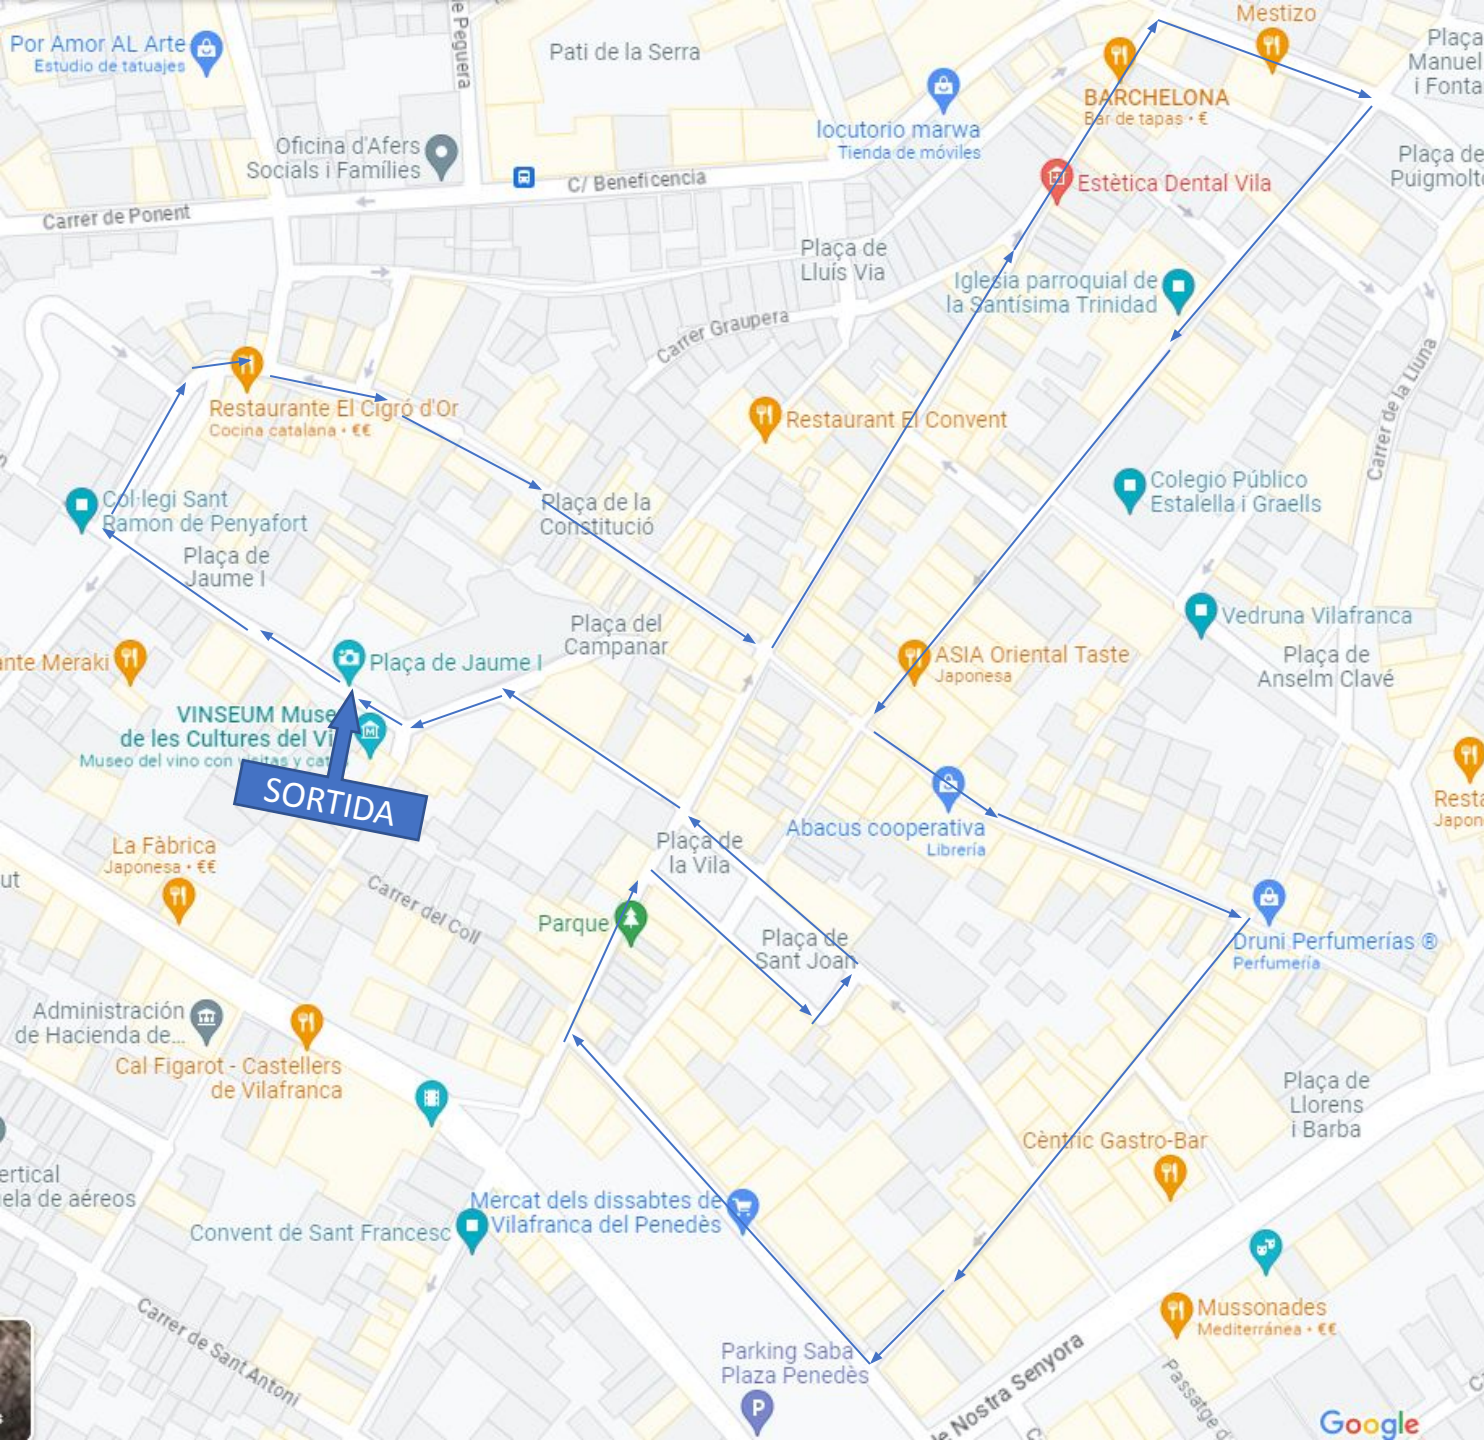 Mestizo
Por Amor AL Arte
Estudio de tatuajes
Pati de la Serra
Plaça
Manuel
i Fonta
BARCHELONA
Bar de tapas • €
locutorio marwa
Tienda de móviles
Oficina d'Afers
Socials i Famílies
C/ Beneficencia
Plaça de
Puigmolt
Estètica Dental Vila
Carrer de Ponent
Plaça de
Lluís Via
Iglesia parroquial de
la Santísima Trinidad
Carrer Graupera
Carrer de la Lluna
Restaurante El Cigró d'Or
Cocina catalana • €€
Restaurant El Convent
Col·legi Sant
Ramon de Penyafort
Plaça de la
Constitució
Colegio Público
Estalella i Graells
Plaça de
Jaume I
Plaça del
Campanar
Vedruna Vilafranca
ante Meraki
Plaça de Jaume I
ASIA Oriental Taste
Japonesa
Plaça de
Anselm Clavé
VINSEUM Muse
de les Cultures del Vi
Museo del vino con visitas y cat
SORTIDA
Abacus cooperativa
Librería
Resta
Japon
La Fàbrica
Japonesa • €€
Plaça de
la Vila
ut
Carrer del Coll
Parque
Plaça de
Sant Joan
Druni Perfumerías ®
Perfumería
Administración
de Hacienda de...
Cal Figarot - Castellers
de Vilafranca
Plaça de
Llorens
i Barba
Cèntric Gastro-Bar
ertical
ela de aéreos
Mercat dels dissabtes de
Vilafranca del Penedès
Convent de Sant Francesc
Mussonades
Mediterránea • €€
Carrer de Sant Antoni
Parking Saba
Plaza Penedès
P
e Nostra Senyora
Passatge d
Google